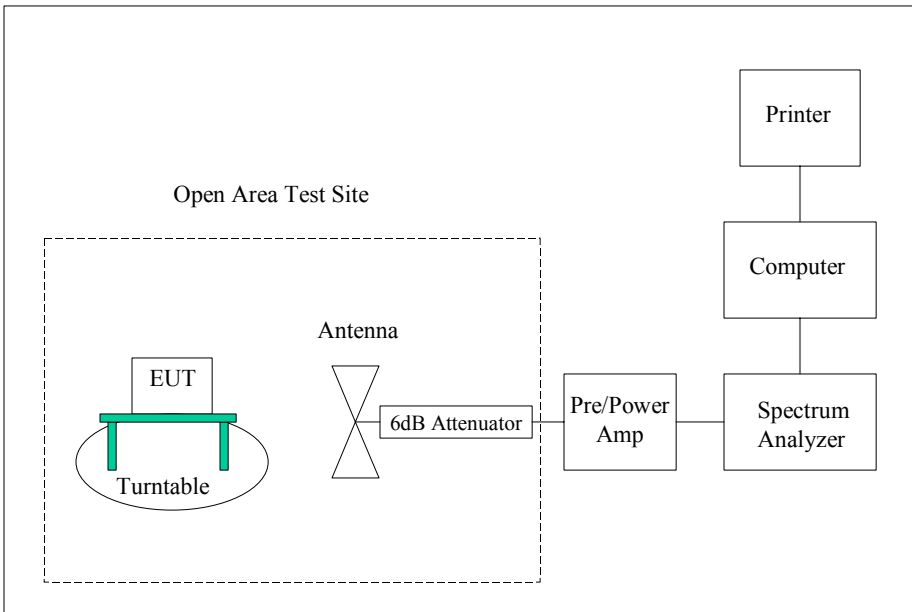 Printer
Open Area Test Site
Computer
Antenna
EUT
6dB Attenuator
Pre/Power
Amp
Spectrum
Analyzer
Turntable